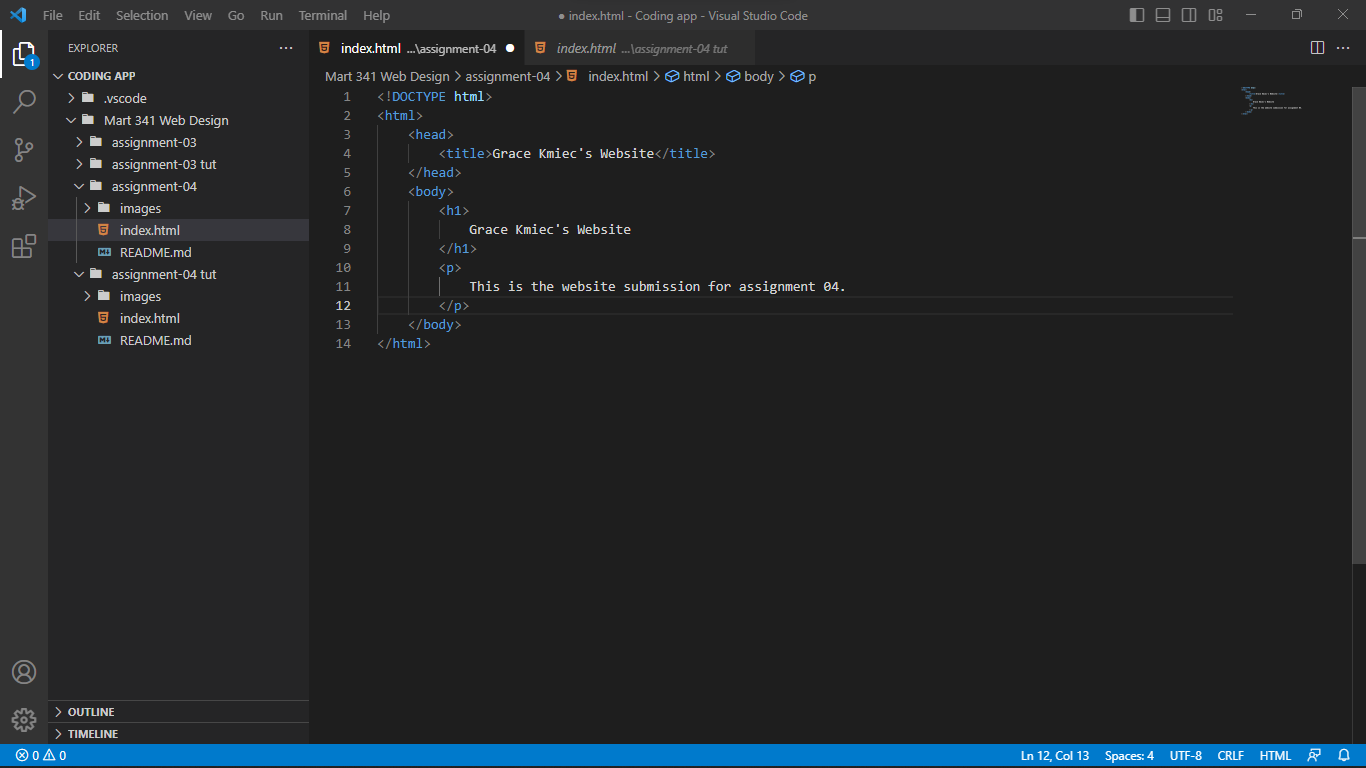 File Edit Selection View Go Run Terminal Help ● index.html - Coding app - Visual Studio Code
EXPLORER
CODING APP
.vscode
Mart 341 Web Design
assignment-03
assignment-03 tut
assignment-04
images
index.html
README.md
assignment-04 tut
images
index.html
README.md
OUTLINE
TIMELINE
1
index.html ...\assignment-04 index.html ...\assignment-04 tut
Mart 341 Web Design > assignment-04 > index.html > html > body > p
1 <!DOCTYPE html>
2 <html>
3 <head>
4 <title>Grace Kmiec's Website</title>
5 </head>
6 <body>
7 <h1>
8 Grace Kmiec's Website
9 </h1>
10 <p>
11 This is the website submission for assignment 04.
12 </p>
13 </body>
14 </html>
0 0 Ln 12, Col 13 Spaces: 4 UTF-8 CRLF HTML